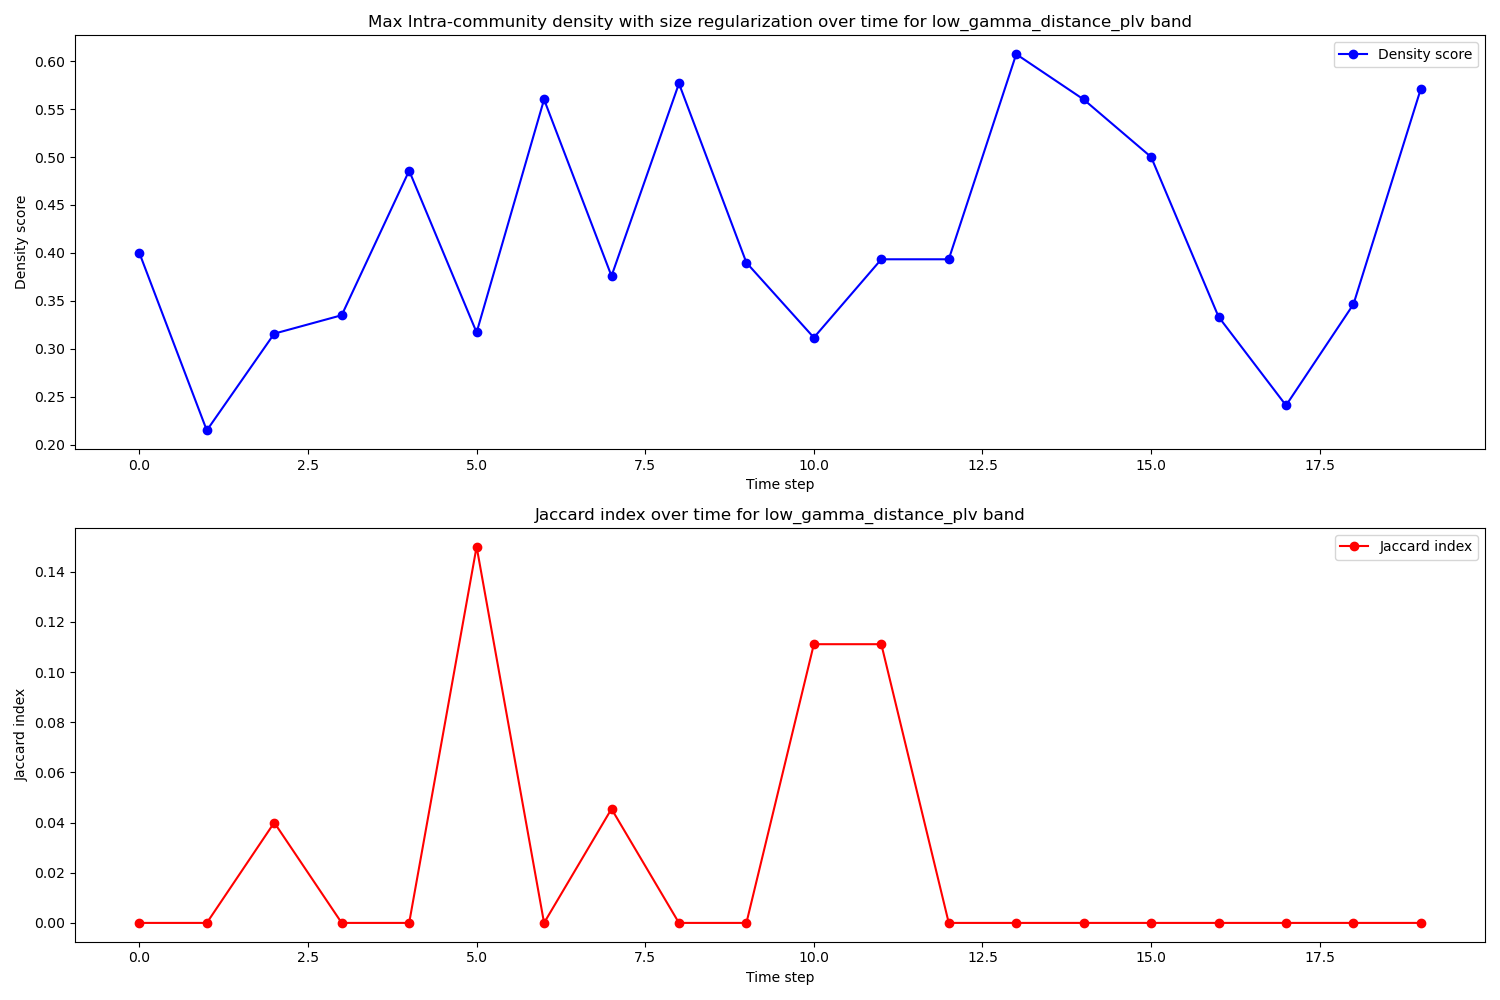 Max Intra-community density with size regularization over time for low_gamma_distance_plv band
Density score
0.60
0.55
0.50
0.45
0.40
0.35
0.30
0.25
0.20
Density score
0.0 2.5 5.0 7.5 10.0 12.5 15.0 17.5
Time step
Jaccard index over time for low_gamma_distance_plv band
Jaccard index
0.14
0.12
0.10
0.08
0.06
0.04
0.02
0.00
Jaccard index
0.0 2.5 5.0 7.5 10.0 12.5 15.0 17.5
Time step